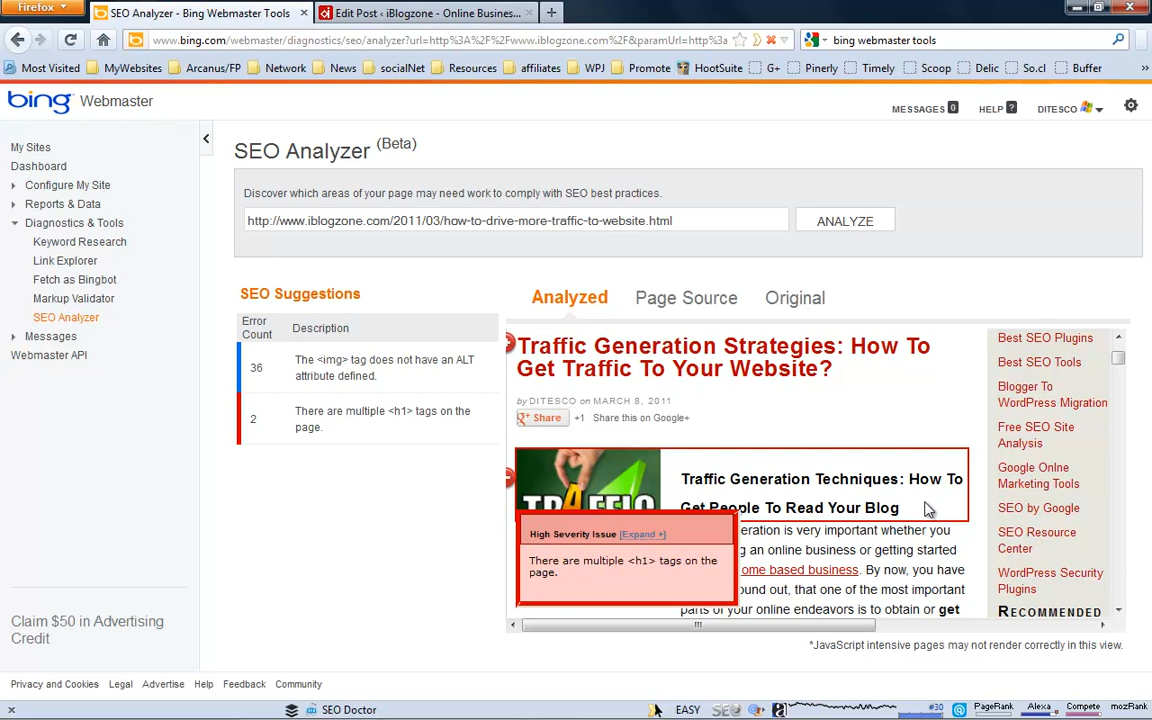 Firefox
SEO Analyzer - Bing Webmaster Tools
Edit Post ‹ iBlogzone - Online Busines...
www.bing.com/webmaster/diagnostics/seo/analyzer?url=http%3A%2F%2Fwww.iblogzone.com%2F&paramUrl=http%3a
bing webmaster tools
Most Visited
MyWebsites
Arcanus/FP
Network
News
socialNet
Resources
affiliates
WPJ
Promote
HootSuite
G+
Pinerly
Timely
Scoop
Delic
So.cl
Buffer
bing Webmaster
MESSAGES 0
HELP ?
DITESCO
My Sites
Dashboard
Configure My Site
Reports & Data
Diagnostics & Tools
Keyword Research
Link Explorer
Fetch as Bingbot
Markup Validator
SEO Analyzer
Messages
Webmaster API
Claim $50 in Advertising
Credit
SEO Analyzer (Beta)
Discover which areas of your page may need work to comply with SEO best practices.
http://www.iblogzone.com/2011/03/how-to-drive-more-traffic-to-website.html
ANALYZE
SEO Suggestions
Error
Count
Description
36
The <img> tag does not have an ALT
attribute defined.
2
There are multiple <h1> tags on the
page.
Analyzed
Page Source
Original
Traffic Generation Strategies: How To
Get Traffic To Your Website?
by DITESCO on MARCH 8, 2011
g+ Share
+1 Share this on Google+
TRAFFIC
Traffic Generation Techniques: How To
Get People To Read Your Blog
High Severity Issue [Expand +]
There are multiple <h1> tags on the
page.
eration is very important whether you
g an online business or getting started
ome based business. By now, you have
ound out, that one of the most important
parts of your online endeavors is to obtain or get
Best SEO Plugins
Best SEO Tools
Blogger To
WordPress Migration
Free SEO Site
Analysis
Google Onlne
Marketing Tools
SEO by Google
SEO Resource
Center
WordPress Security
Plugins
RECOMMENDED
*JavaScript intensive pages may not render correctly in this view.
Privacy and Cookies
Legal
Advertise
Help
Feedback
Community
SEO Doctor
EASY
SEO
#30
PageRank
Alexa
Compete
mozRank